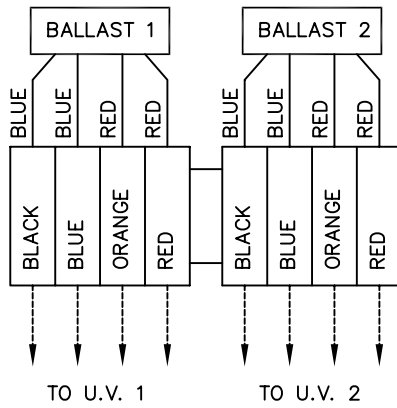 BALLAST 1 BALLAST 2
BLUE BLUE RED RED BLUE BLUE RED RED
BLACK BLUE ORANGE RED BLACK BLUE ORANGE RED
TO U.V. 1 TO U.V. 2